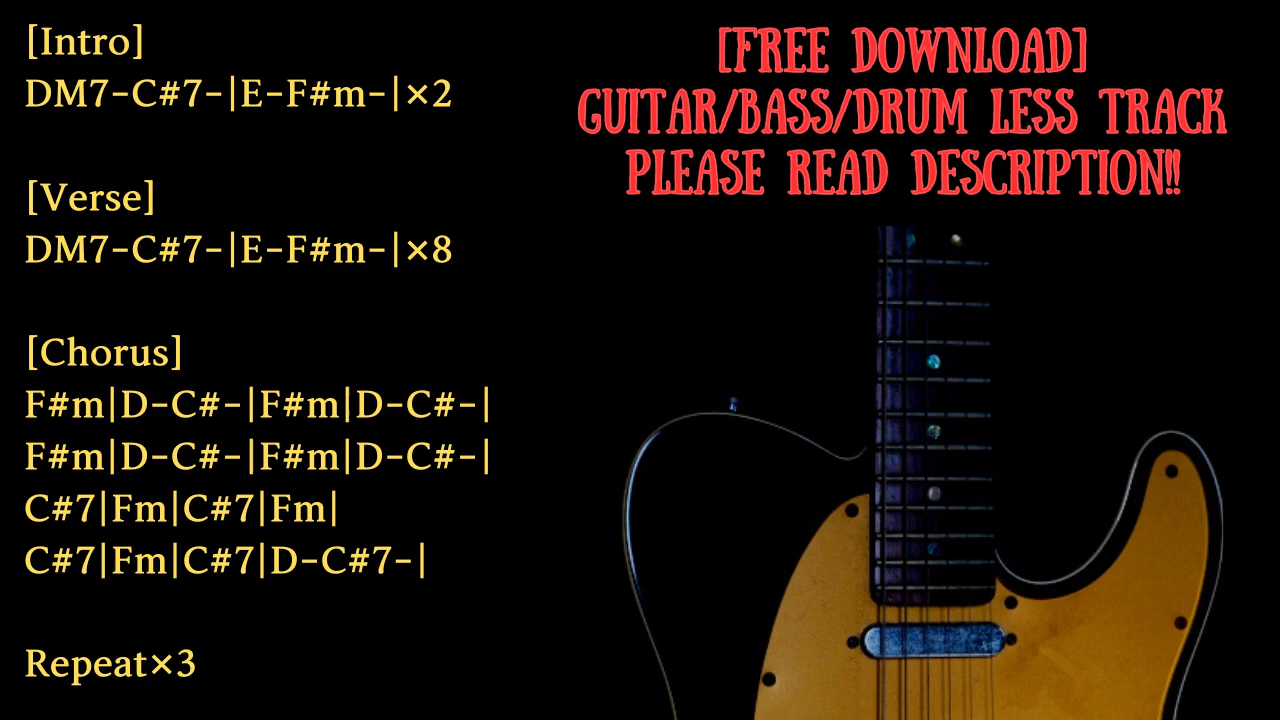 [Intro]
DM7-C#7-|E-F#m-|×2
[Verse]
DM7-C#7-|E-F#m-|×8
[Chorus]
F#m|D-C#-|F#m|D-C#-|
F#m|D-C#-|F#m|D-C#-|
C#7|Fm|C#7|Fm|
C#7|Fm|C#7|D-C#7-|
Repeat×3
[FREE DOWNLOAD]
GUITAR/BASS/DRUM LESS TRACK
PLEASE READ DESCRIPTION!!